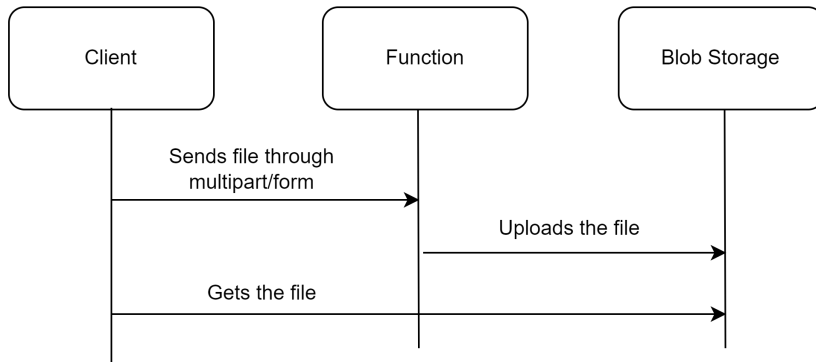 Client
Function
Blob Storage
Sends file through
multipart/form
Uploads the file
Gets the file